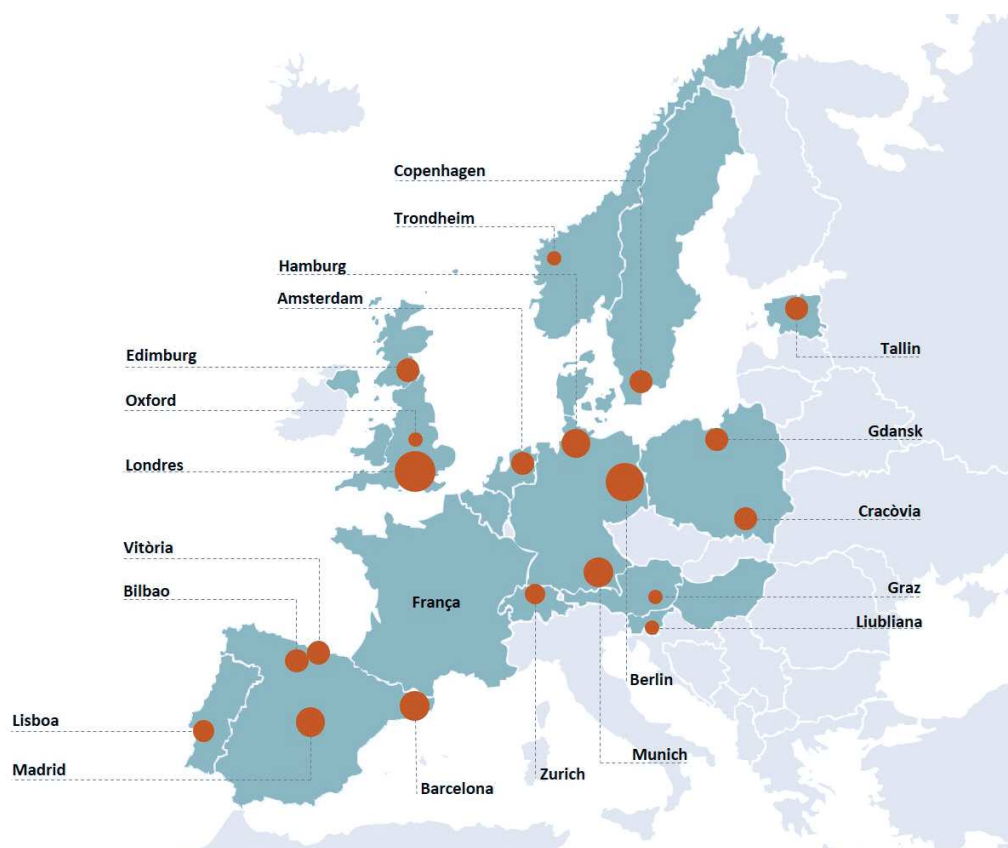 Copenhagen
Trondheim
Hamburg
Amsterdam
Edimburg
Tallin
Oxford
Gdansk
Londres
Cracòvia
Vitòria
Bilbao
França
Graz
Liubliana
Berlin
Lisboa
Madrid
Munich
Zurich
Barcelona